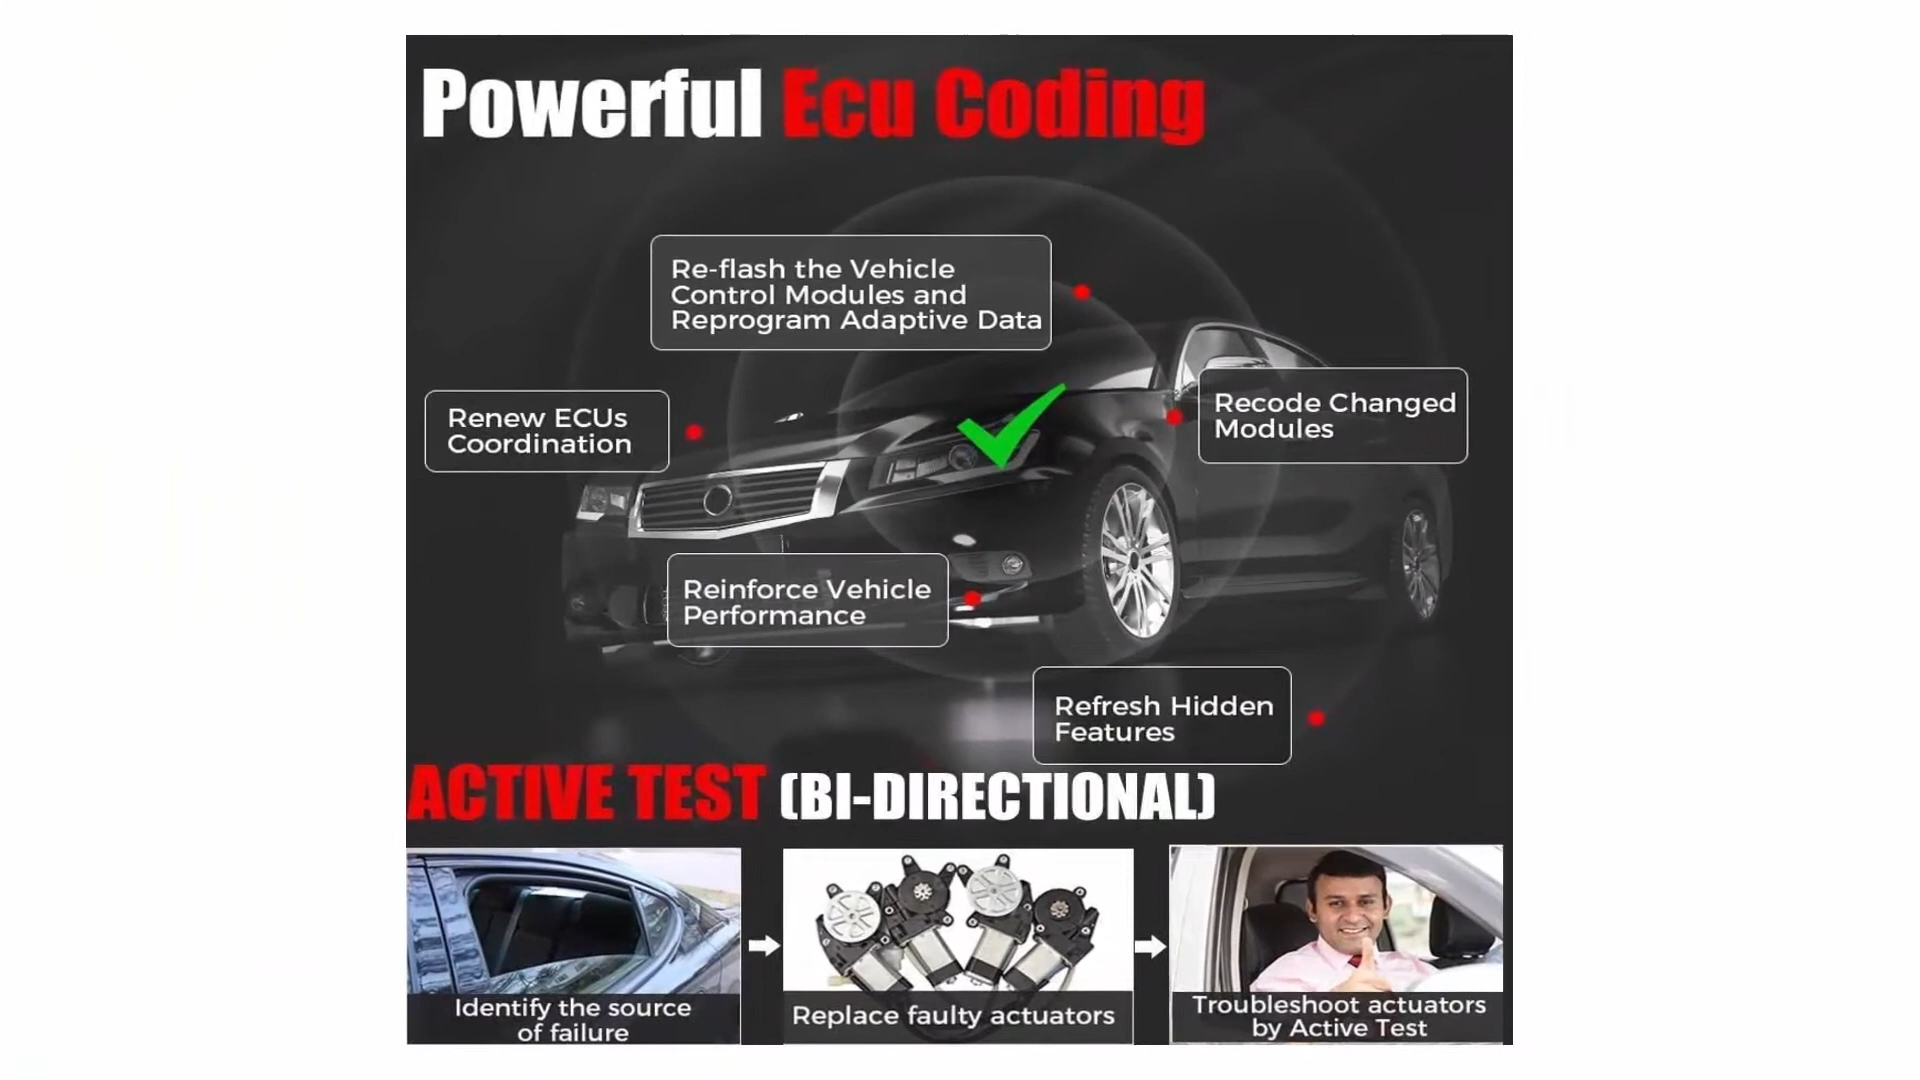 Powerful Ecu Coding
Re-flash the Vehicle
Control Modules and
Reprogram Adaptive Data
Renew ECUs
Coordination
Recode Changed
Modules
Reinforce Vehicle
Performance
Refresh Hidden
Features
ACTIVE TEST (BI-DIRECTIONAL)
Identify the source
of failure
Replace faulty actuators
Troubleshoot actuators
by Active Test